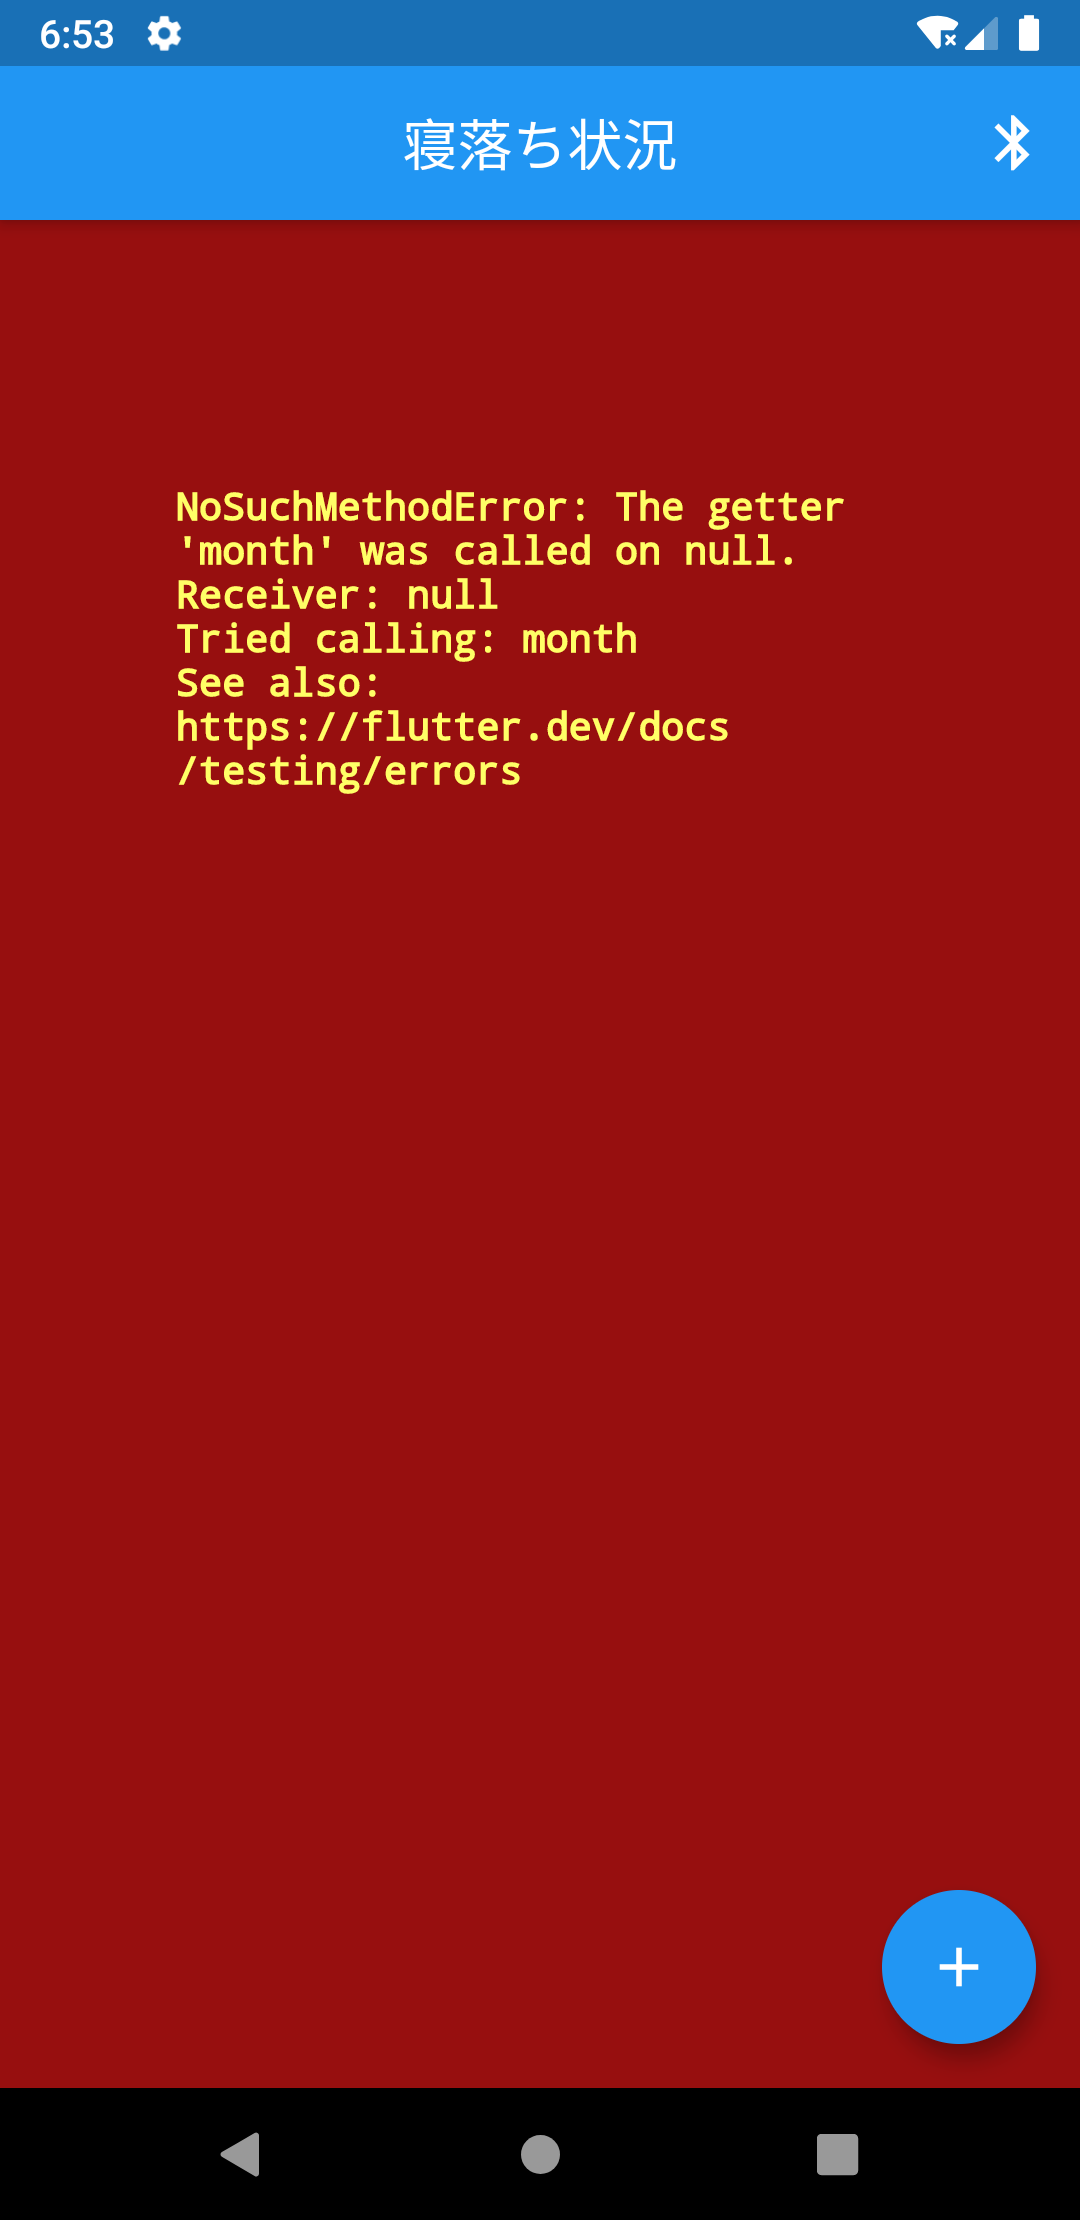 6:53
寝落ち状況
NoSuchMethodError: The getter
'month' was called on null.
Receiver: null
Tried calling: month
See also:
https://flutter.dev/docs
/testing/errors